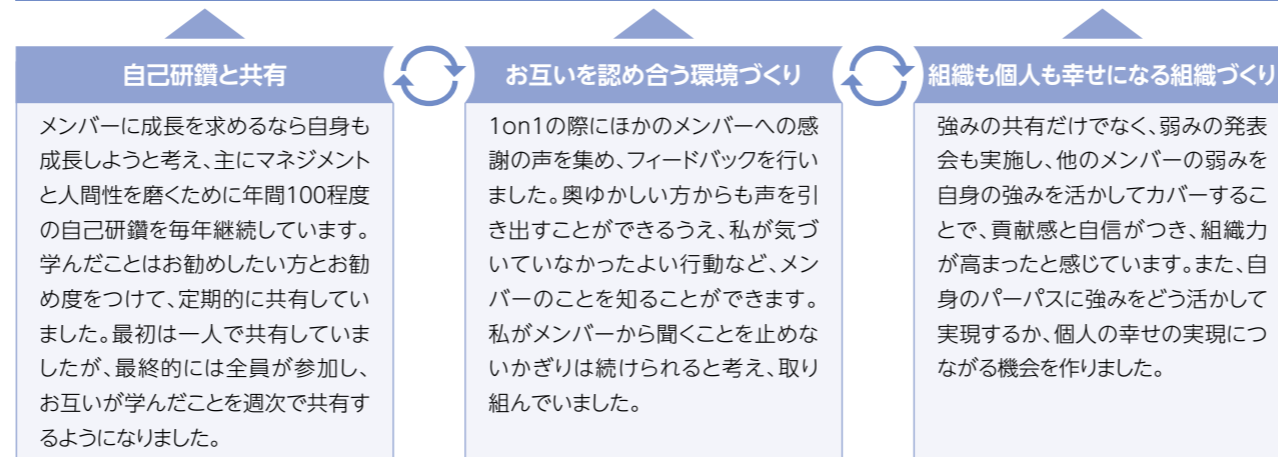 自己研鑽と共有
メンバーに成長を求めるなら自身も
成長しようと考え、主にマネジメント
と人間性を磨くために年間100程度
の自己研鑽を毎年継続しています。
学んだことはお勧めしたい方とお勧
め度をつけて、定期的に共有してい
ました。最初は一人で共有していま
したが、最終的には全員が参加し、
お互いが学んだことを週次で共有す
るようになりました。
お互いを認め合う環境づくり
1on1の際にほかのメンバーへの感
謝の声を集め、フィードバックを行い
ました。奥ゆかしい方からも声を引
き出すことができるうえ、私が気づ
いていなかったよい行動など、メン
バーのことを知ることができます。
私がメンバーから聞くことを止めな
いかぎりは続けられると考え、取り
組んでいました。
組織も個人も幸せになる組織づくり
強みの共有だけでなく、弱みの発表
会も実施し、他のメンバーの弱みを
自身の強みを活かしてカバーするこ
とで、貢献感と自信がつき、組織力
が高まったと感じています。また、自
身のパーパスに強みをどう活かして
実現するか、個人の幸せの実現につ
ながる機会を作りました。